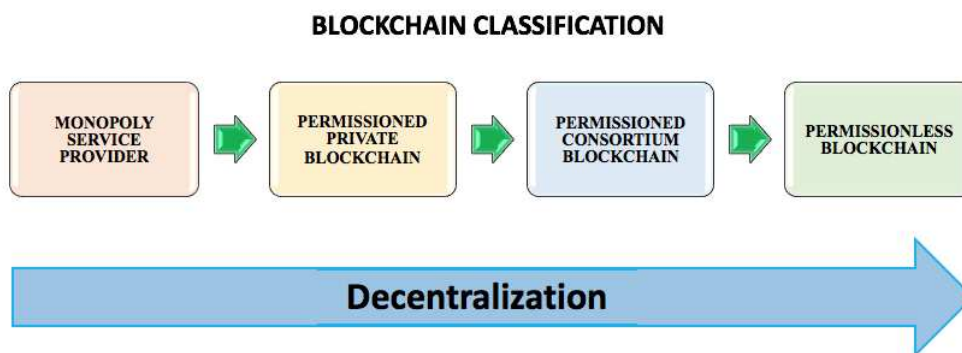 BLOCKCHAIN CLASSIFICATION
MONOPOLY
SERVICE
PROVIDER
PERMISSIONED
PRIVATE
BLOCKCHAIN
PERMISSIONED
CONSORTIUM
BLOCKCHAIN
PERMISSIONLESS
BLOCKCHAIN
Decentralization